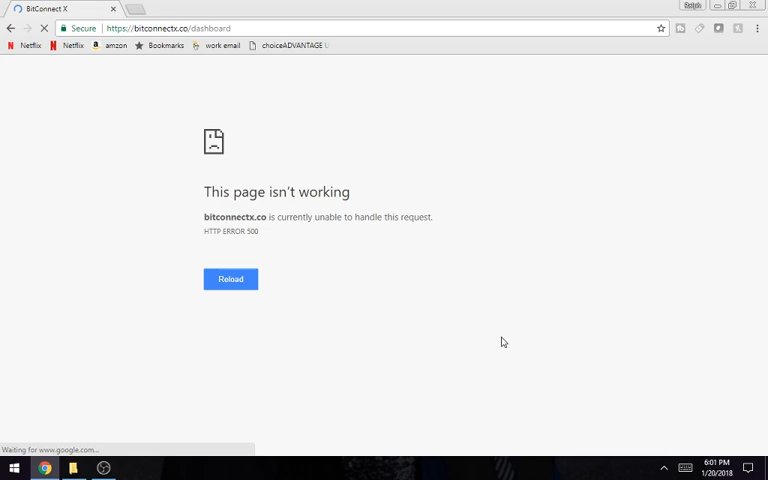 BitConnect X
Ralph
Secure https://bitconnectx.co/dashboard
Netflix Netflix amzon Bookmarks work email choiceADVANTAGE
This page isn't working
bitconnectx.co is currently unable to handle this request.
HTTP ERROR 500
Reload
Waiting for www.google.com...
6:01 PM
1/20/2018